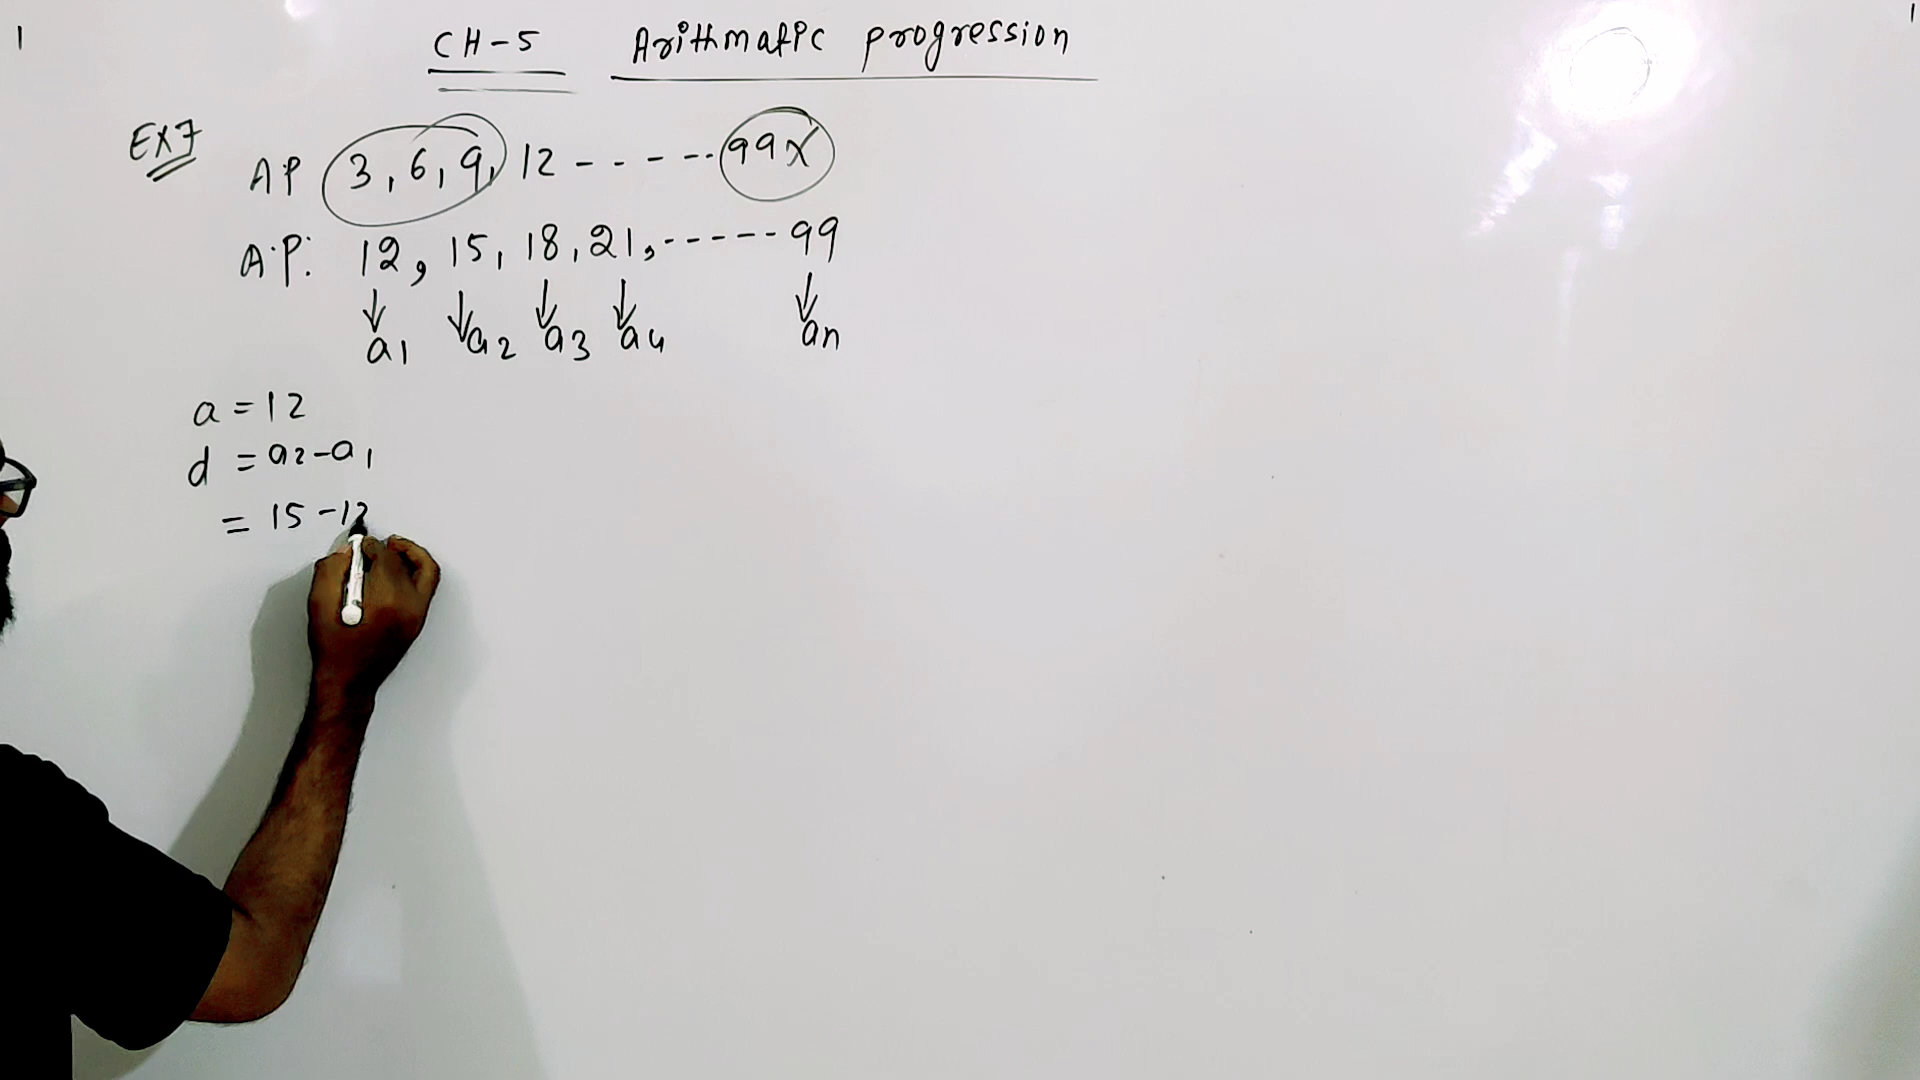 CH-5 Arithmatic progression
EX7
AP 3, 6, 9, 12 ----- 99X
A.P: 12, 15, 18, 21, ------ 99
a1 a2 a3 a4 an
a = 12
d = a2-a1
= 15-12